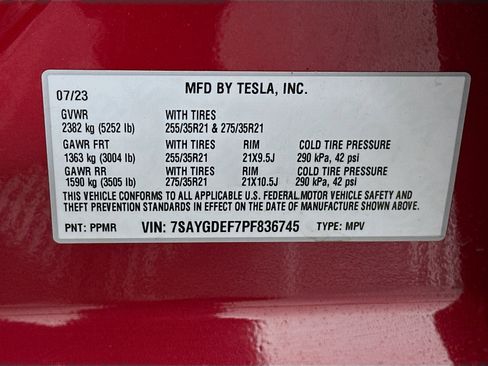 MFD BY TESLA, INC.
07/23
GVWR WITH TIRES
2382 kg (5252 lb) 255/35R21 & 275/35R21
GAWR FRT WITH TIRES RIM COLD TIRE PRESSURE
1363 kg (3004 lb) 255/35R21 21X9.5J 290 kPa, 42 psi
GAWR RR WITH TIRES RIM COLD TIRE PRESSURE
1590 kg (3505 lb) 275/35R21 21X10.5J 290 kPa, 42 psi
THIS VEHICLE CONFORMS TO ALL APPLICABLE U.S. FEDERAL MOTOR VEHICLE SAFETY AND
THEFT PREVENTION STANDARDS IN EFFECT ON THE DATE OF MANUFACTURE SHOWN ABOVE.
PNT: PPMR VIN: 7SAYGDEF7PF836745 TYPE: MPV